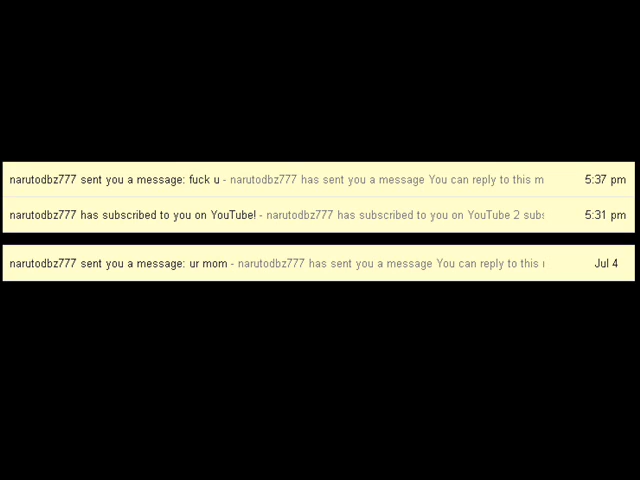 narutodbz777 sent you a message: fuck u - narutodbz777 has sent you a message You can reply to this m 5:37 pm
narutodbz777 has subscribed to you on YouTube! - narutodbz777 has subscribed to you on YouTube 2 subs 5:31 pm
narutodbz777 sent you a message: ur mom - narutodbz777 has sent you a message You can reply to this Jul 4